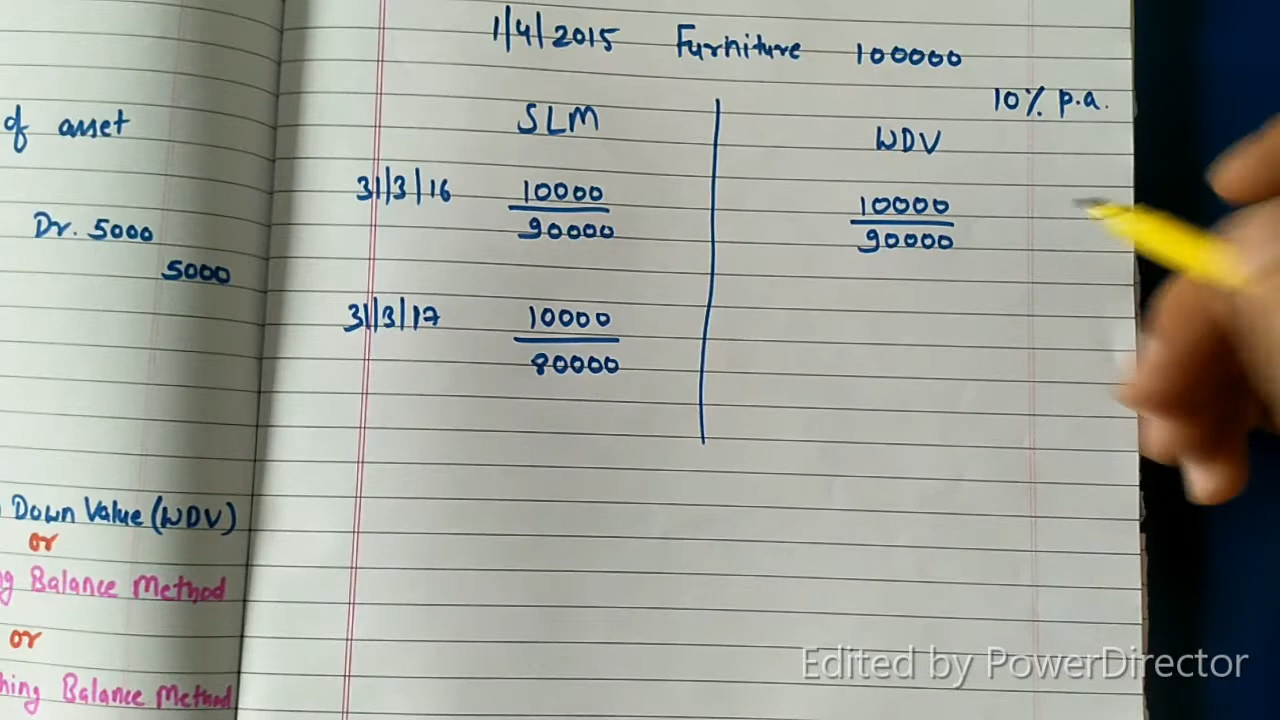 of asset
Dr. 5000
5000
Down Value (WDV)
or
Balance Method
or
Balance Method
1/4/2015 Furniture 100000
10% p.a.
SLM WDV
31/3/16 10000 10000
90000 90000
31/3/17 10000
80000
Edited by PowerDirector